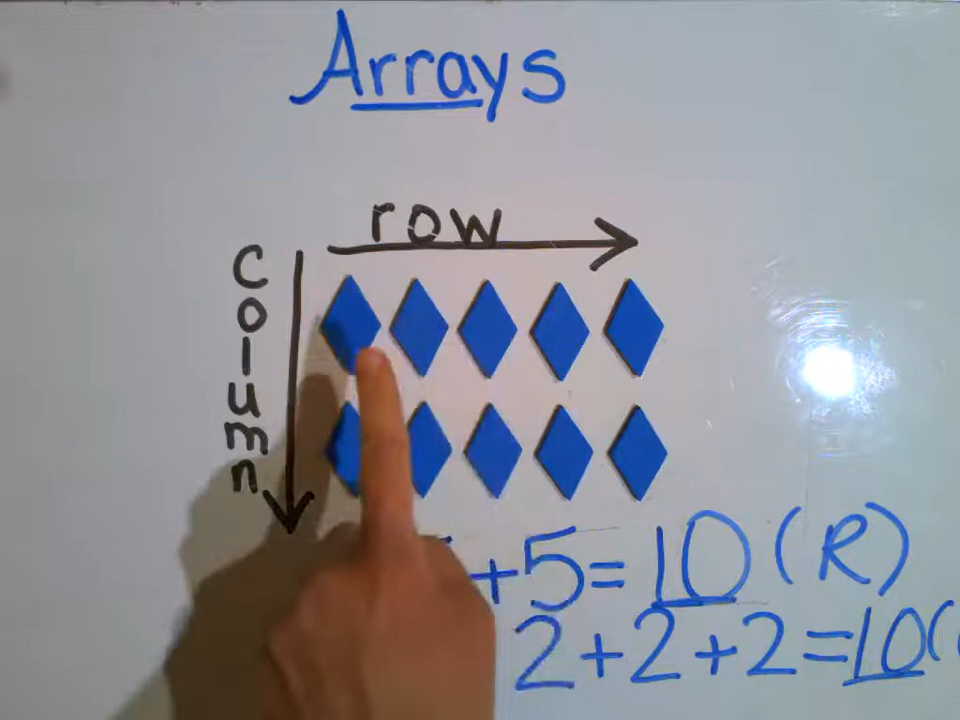 Arrays
row
column
+5=10 (R)
2+2+2=10(